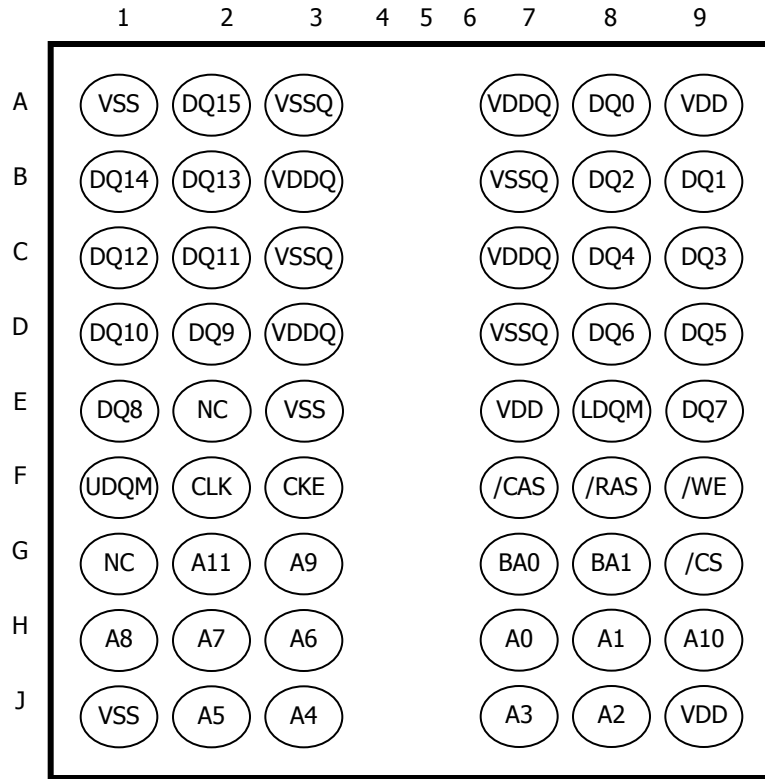 1 2 3 4 5 6 7 8 9
A VSS DQ15 VSSQ VDDQ DQ0 VDD
B DQ14 DQ13 VDDQ VSSQ DQ2 DQ1
C DQ12 DQ11 VSSQ VDDQ DQ4 DQ3
D DQ10 DQ9 VDDQ VSSQ DQ6 DQ5
E DQ8 NC VSS VDD LDQM DQ7
F UDQM CLK CKE /CAS /RAS /WE
G NC A11 A9 BA0 BA1 /CS
H A8 A7 A6 A0 A1 A10
J VSS A5 A4 A3 A2 VDD